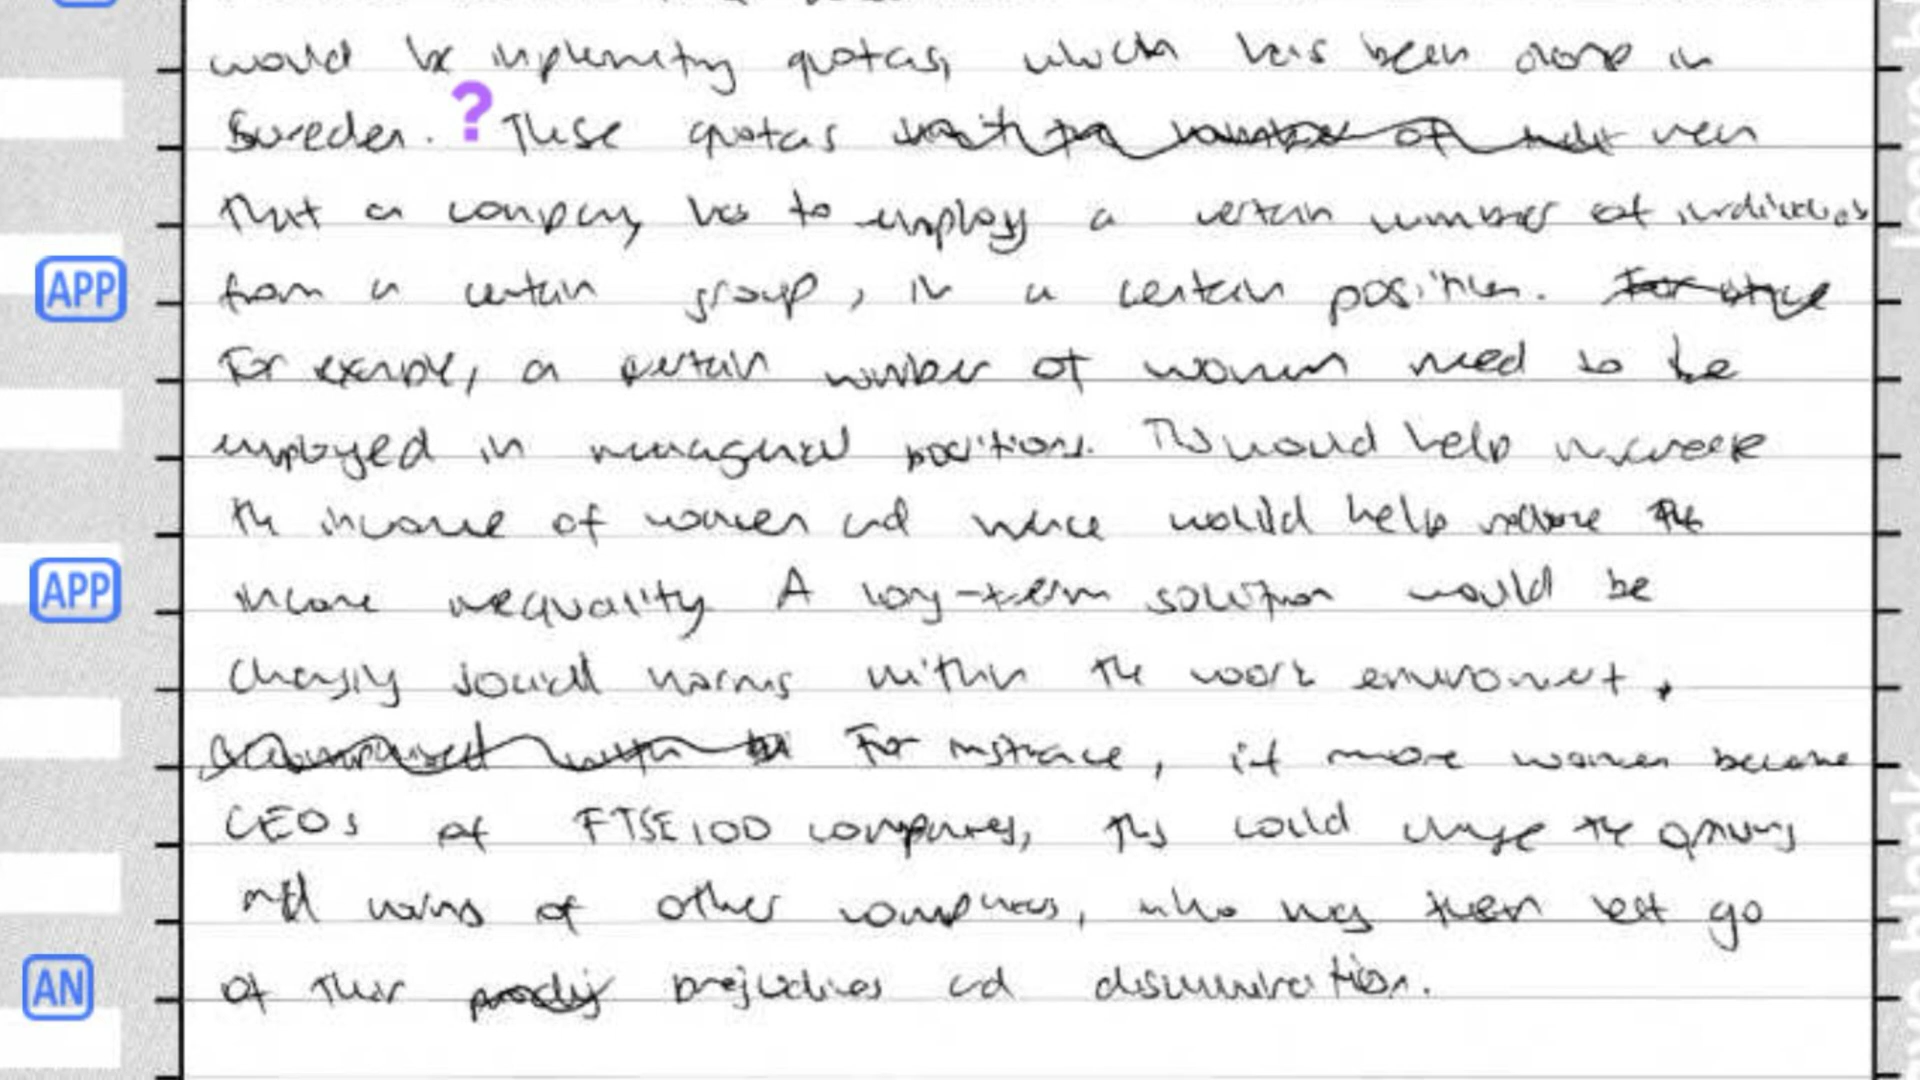 would be implementing quotas, which has been done in
Sweden. ? These quotas mean
APP that a company has to employ a certain number of individuals
from a certain group, in a certain position. For
For example, a certain number of women need to be
employed in managerial positions. This would help increase
the income of women and hence would help reduce the
APP income inequality. A long-term solution would be
changing social norms within the work environment.
For instance, if more women become
CEOs of FTSE100 companies, this could change the opinions
and norms of other companies, who may then let go
AN of their prejudices and discrimination.